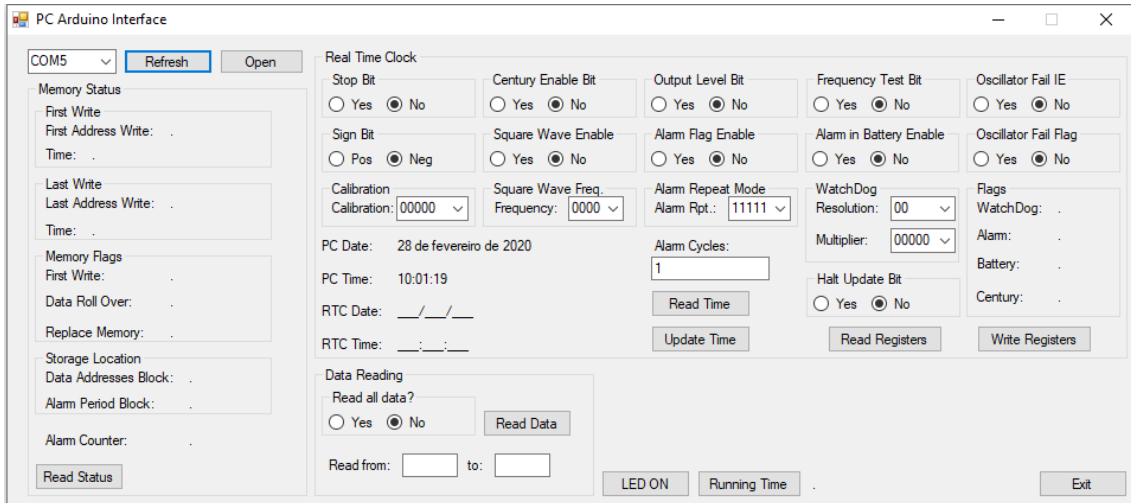 PC Arduino Interface
COM5 Refresh Open
Memory Status
First Write
First Address Write: .
Time: .
Last Write
Last Address Write: .
Time: .
Memory Flags
First Write: .
Data Roll Over: .
Replace Memory: .
Storage Location
Data Addresses Block: .
Alarm Period Block: .
Alarm Counter: .
Read Status
Real Time Clock
Stop Bit
Yes No
Century Enable Bit
Yes No
Output Level Bit
Yes No
Frequency Test Bit
Yes No
Oscillator Fail IE
Yes No
Sign Bit
Pos Neg
Square Wave Enable
Yes No
Alarm Flag Enable
Yes No
Alarm in Battery Enable
Yes No
Oscillator Fail Flag
Yes No
Calibration
Calibration: 00000
Square Wave Freq.
Frequency: 0000
Alarm Repeat Mode
Alarm Rpt.: 11111
WatchDog
Resolution: 00
Multiplier: 00000
Flags
WatchDog: .
Alarm: .
Battery: .
Century: .
PC Date: 28 de fevereiro de 2020
PC Time: 10:01:19
RTC Date: __/__/__
RTC Time: __:__:__
Alarm Cycles:
1
Read Time
Update Time
Halt Update Bit
Yes No
Read Registers
Write Registers
Data Reading
Read all data?
Yes No
Read Data
Read from: to:
LED ON Running Time . Exit